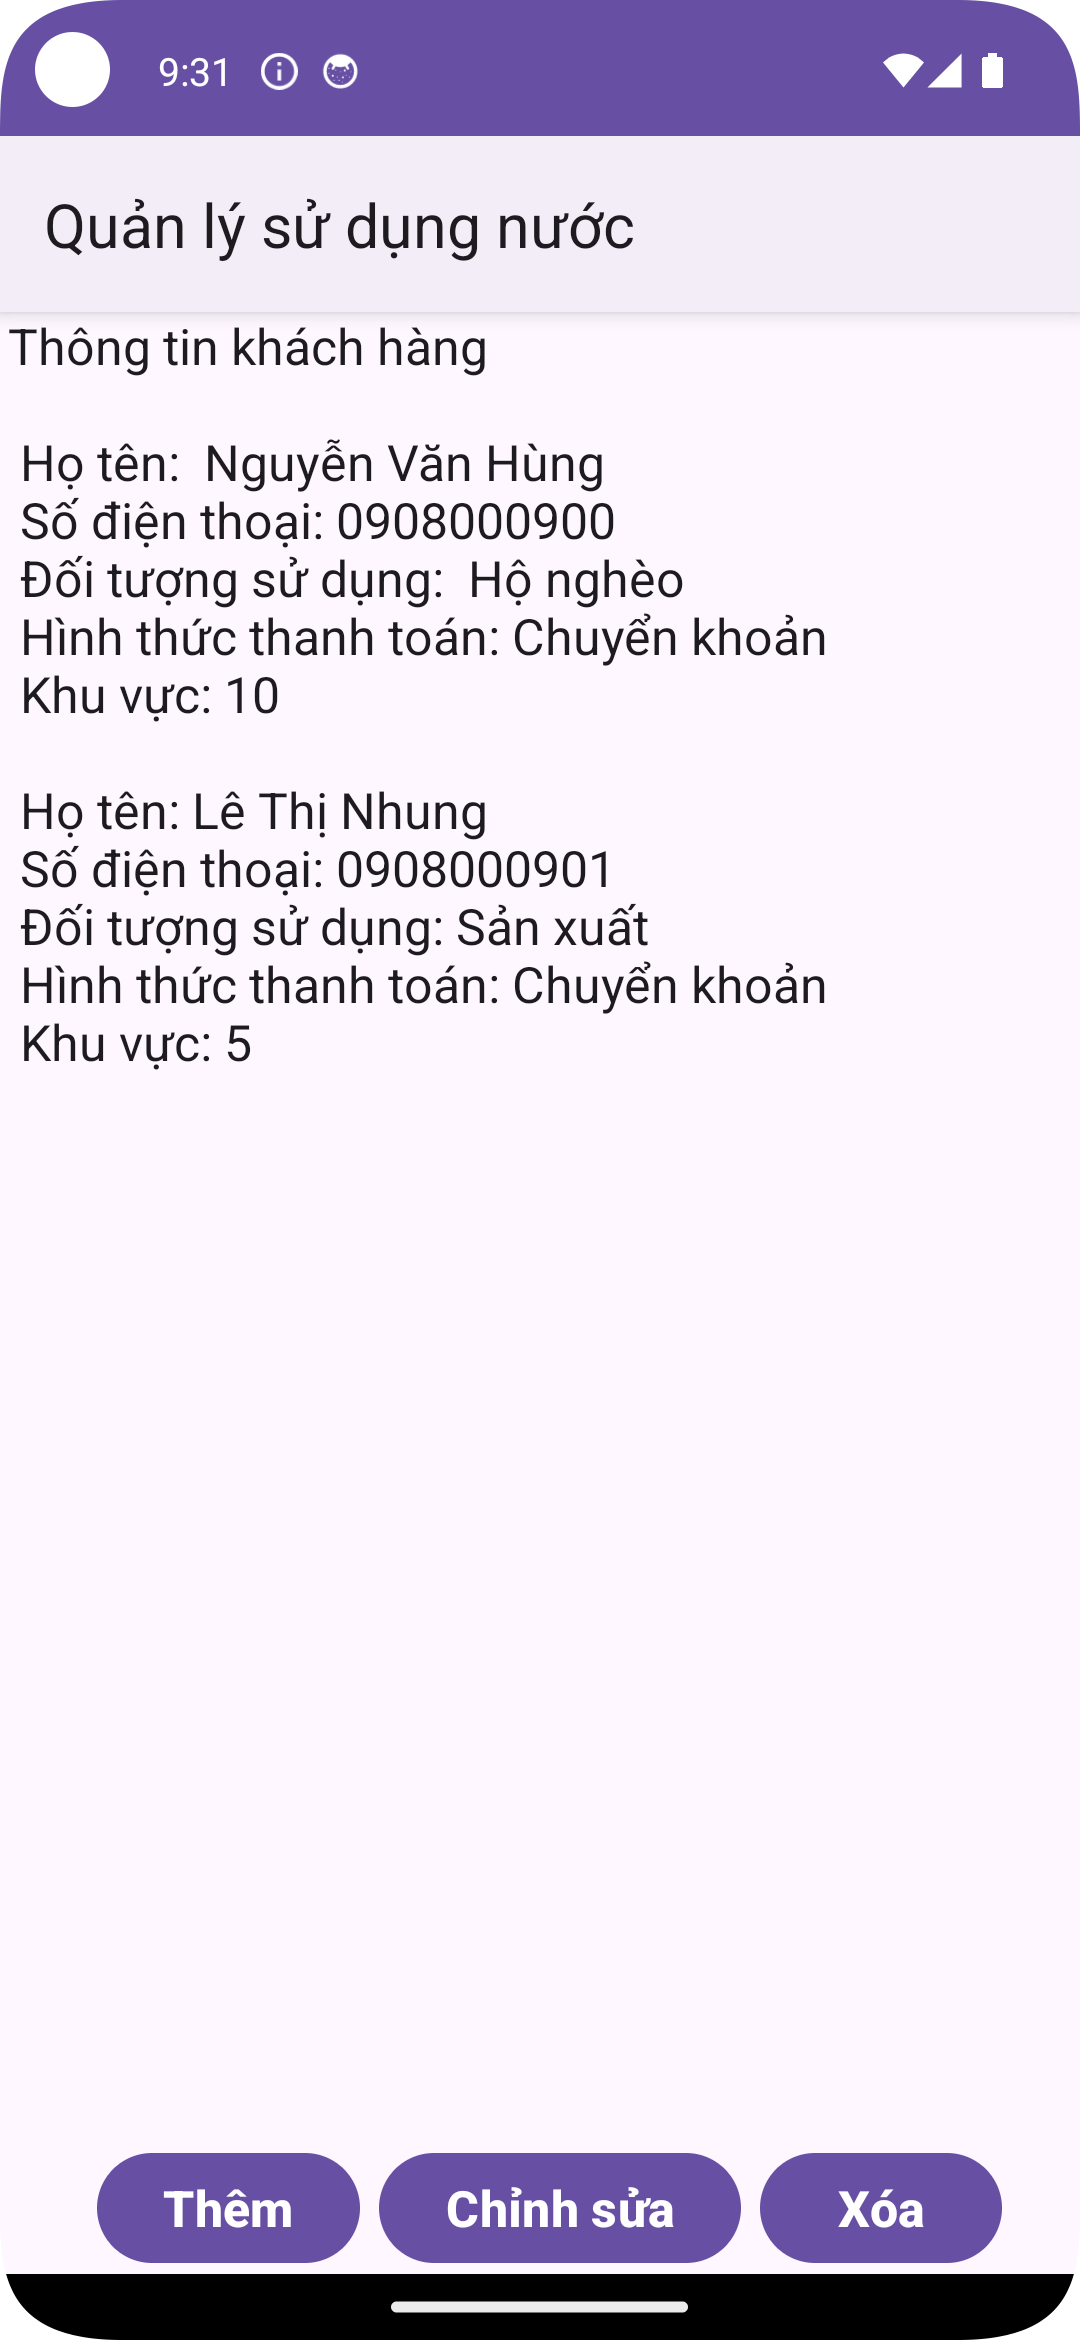 9:31
Quản lý sử dụng nước
Thông tin khách hàng
Họ tên:  Nguyễn Văn Hùng
Số điện thoại: 0908000900
Đối tượng sử dụng:  Hộ nghèo
Hình thức thanh toán: Chuyển khoản
Khu vực: 10
Họ tên: Lê Thị Nhung
Số điện thoại: 0908000901
Đối tượng sử dụng: Sản xuất
Hình thức thanh toán: Chuyển khoản
Khu vực: 5
Thêm
Chỉnh sửa
Xóa